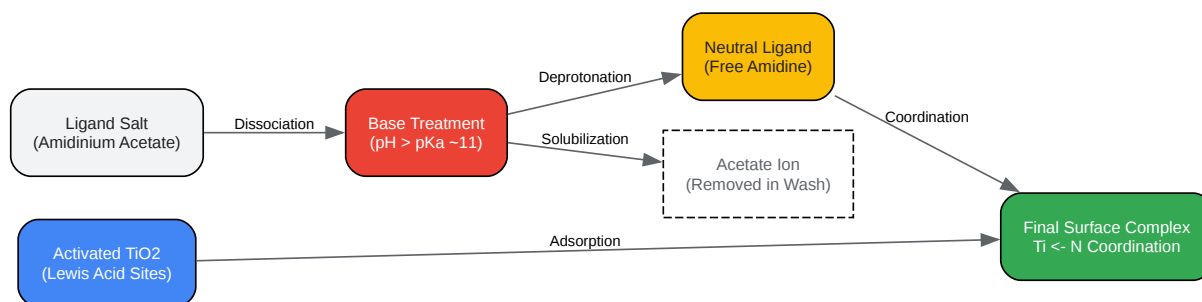 Ligand Salt
(Amidinium Acetate)
Dissociation
Base Treatment
(pH > pKa ~11)
Deprotonation
Neutral Ligand
(Free Amidine)
Solubilization
Acetate Ion
(Removed in Wash)
Coordination
Activated TiO2
(Lewis Acid Sites)
Adsorption
Final Surface Complex
Ti <- N Coordination